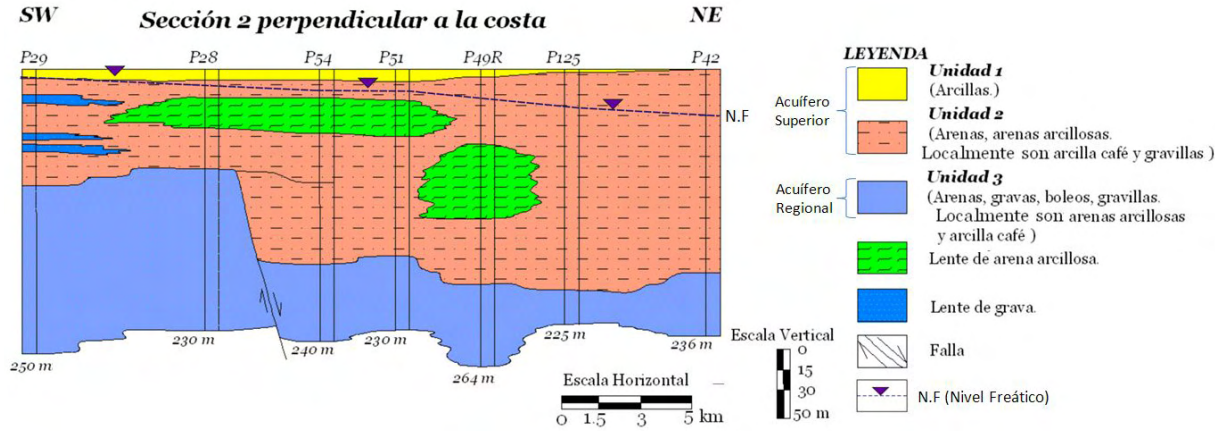 SW Sección 2 perpendicular a la costa NE
P29 P28 P54 P51 P49R P125 P42
N.F
250 m 230 m 240 m 230 m 264 m 225 m 236 m
Escala Horizontal
0 1.5 3 5 km
Escala Vertical
0
15
30
50 m
LEYENDA
Acuífero
Superior
Unidad 1
(Arcillas.)
Unidad 2
(Arenas, arenas arcillosas.
Localmente son arcilla café y gravillas )
Acuífero
Regional
Unidad 3
(Arenas, gravas, boleos, gravillas.
Localmente son arenas arcillosas
y arcilla café )
Lente de arena arcillosa.
Lente de grava.
Falla
N.F (Nivel Freático)